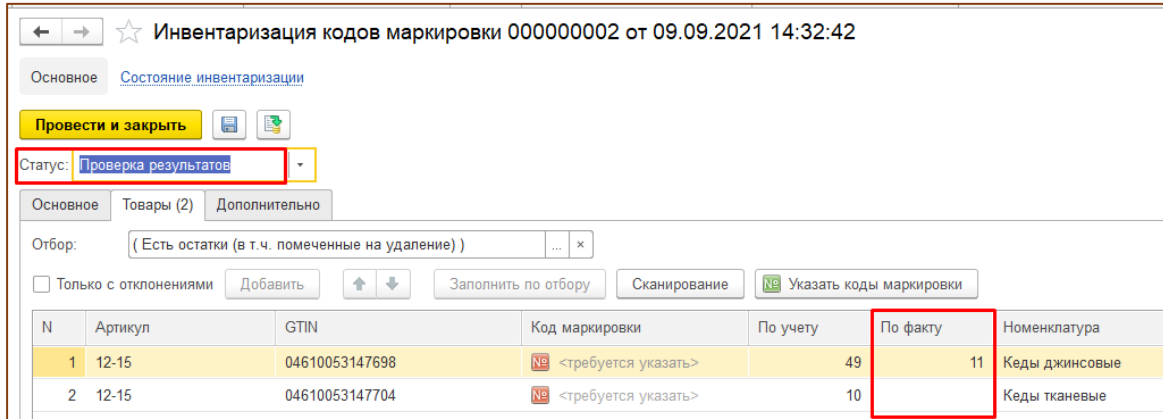 Инвентаризация кодов маркировки 000000002 от 09.09.2021 14:32:42
Основное Состояние инвентаризации
Провести и закрыть
Статус: Проверка результатов
Основное Товары (2) Дополнительно
Отбор: ( Есть остатки (в т.ч. помеченные на удаление) ) ... ×
Только с отклонениями Добавить Заполнить по отбору Сканирование № Указать коды маркировки
N Артикул GTIN Код маркировки По учету По факту Номенклатура
1 12-15 04610053147698 № <требуется указать> 49 11 Кеды джинсовые
2 12-15 04610053147704 № <требуется указать> 10 Кеды тканевые